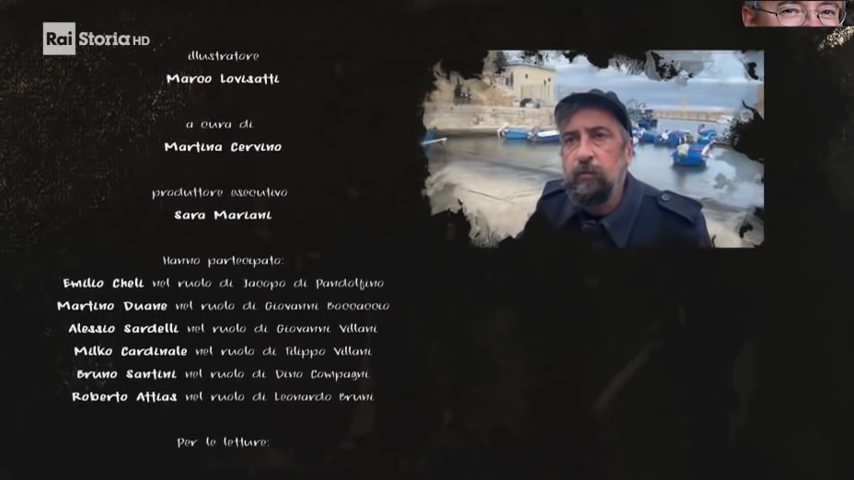 Rai Storia HD
illustratore
Marco Lovisatti
a cura di
Martina Cervino
produttore esecutivo
Sara Mariani
Hanno partecipato:
Emilio Cheli nel ruolo di Jacopo di Pandolfino
Martino Duane nel ruolo di Giovanni Boccaccio
Alessio Sardelli nel ruolo di Giovanni Villani
Milko Cardinale nel ruolo di Filippo Villani
Bruno Santini nel ruolo di Dino Compagni
Roberto Attias nel ruolo di Leonardo Bruni
Per le letture: